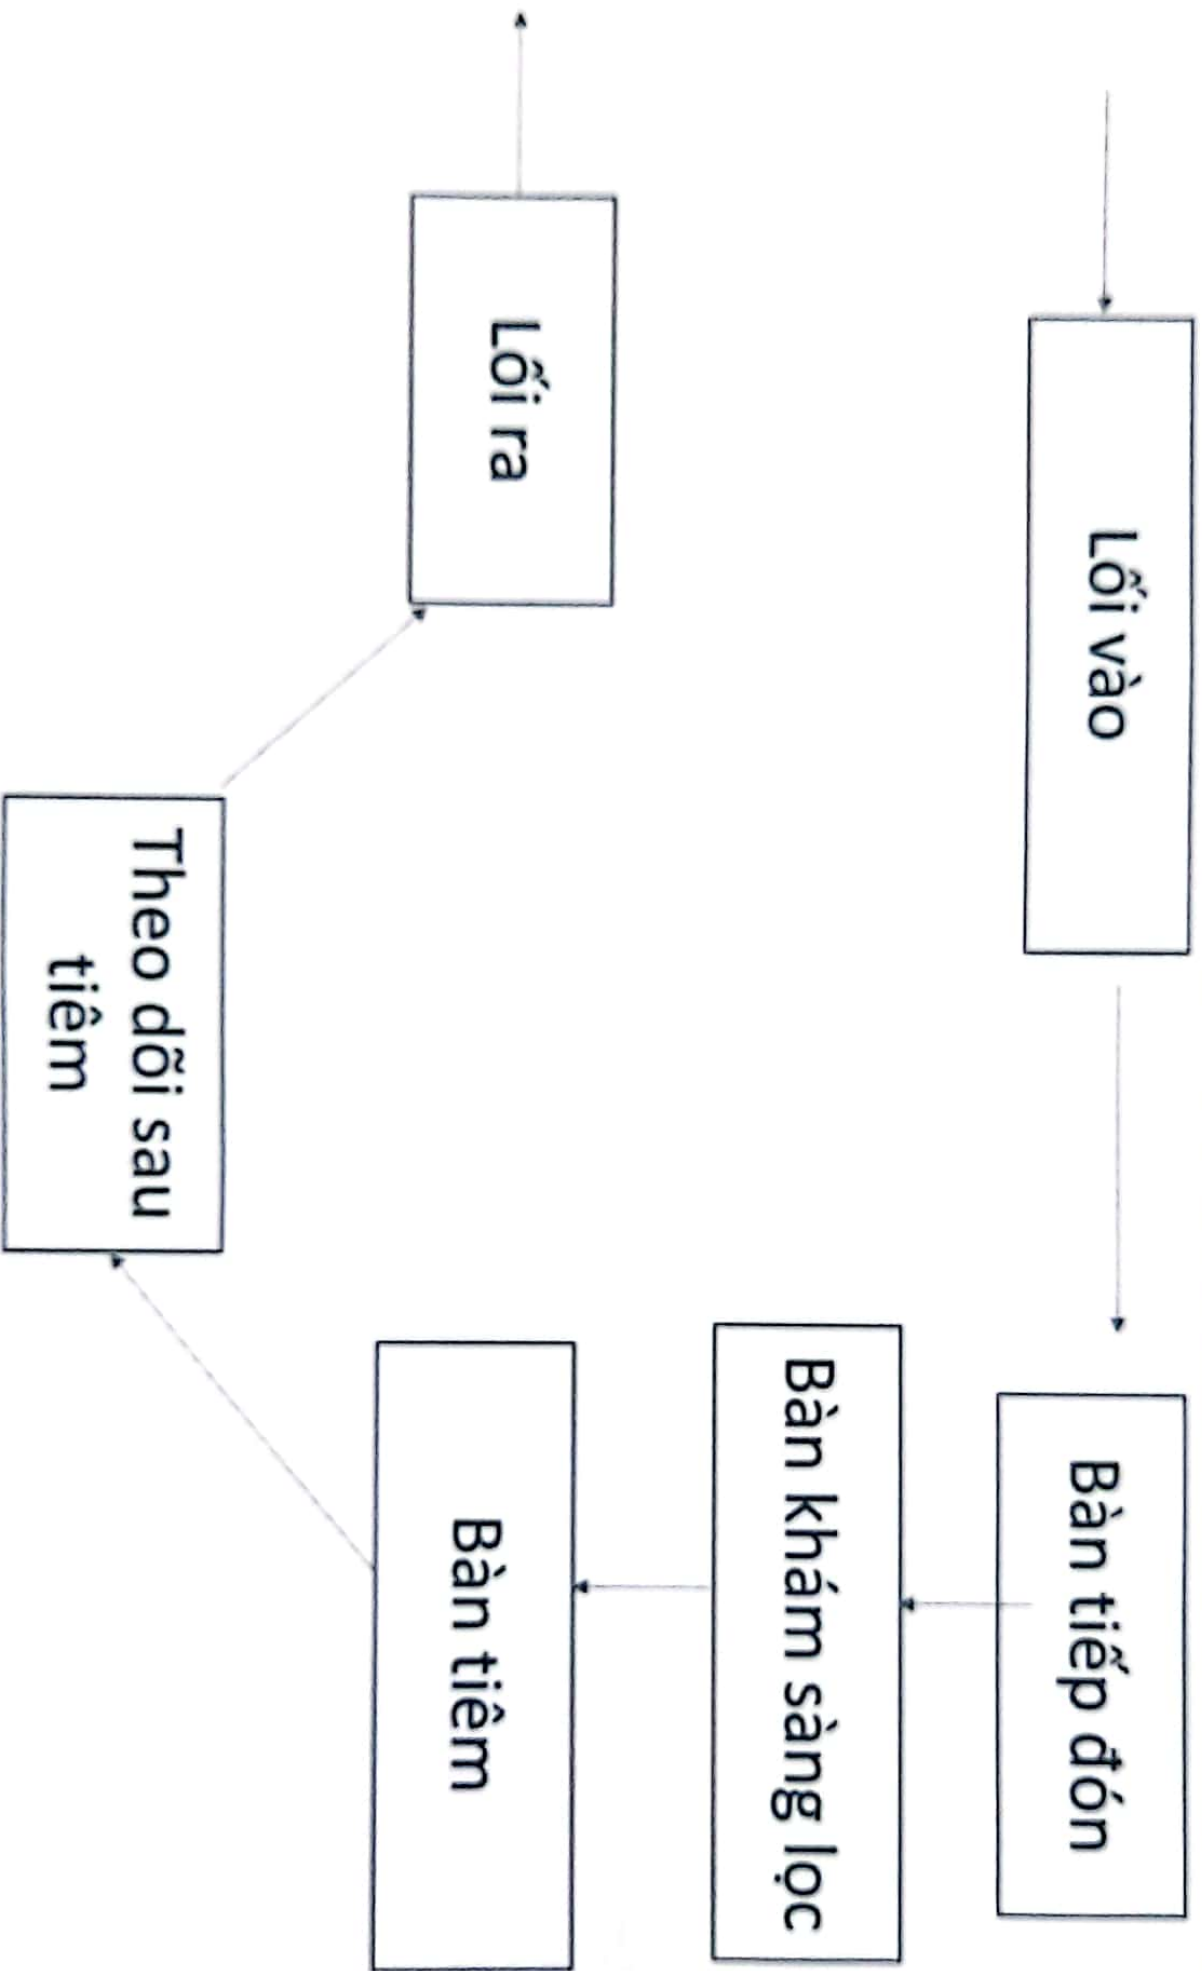 Lối vào
Bàn tiếp đón
Bàn khám sàng lọc
Bàn tiêm
Theo dõi sau
tiêm
Lối ra